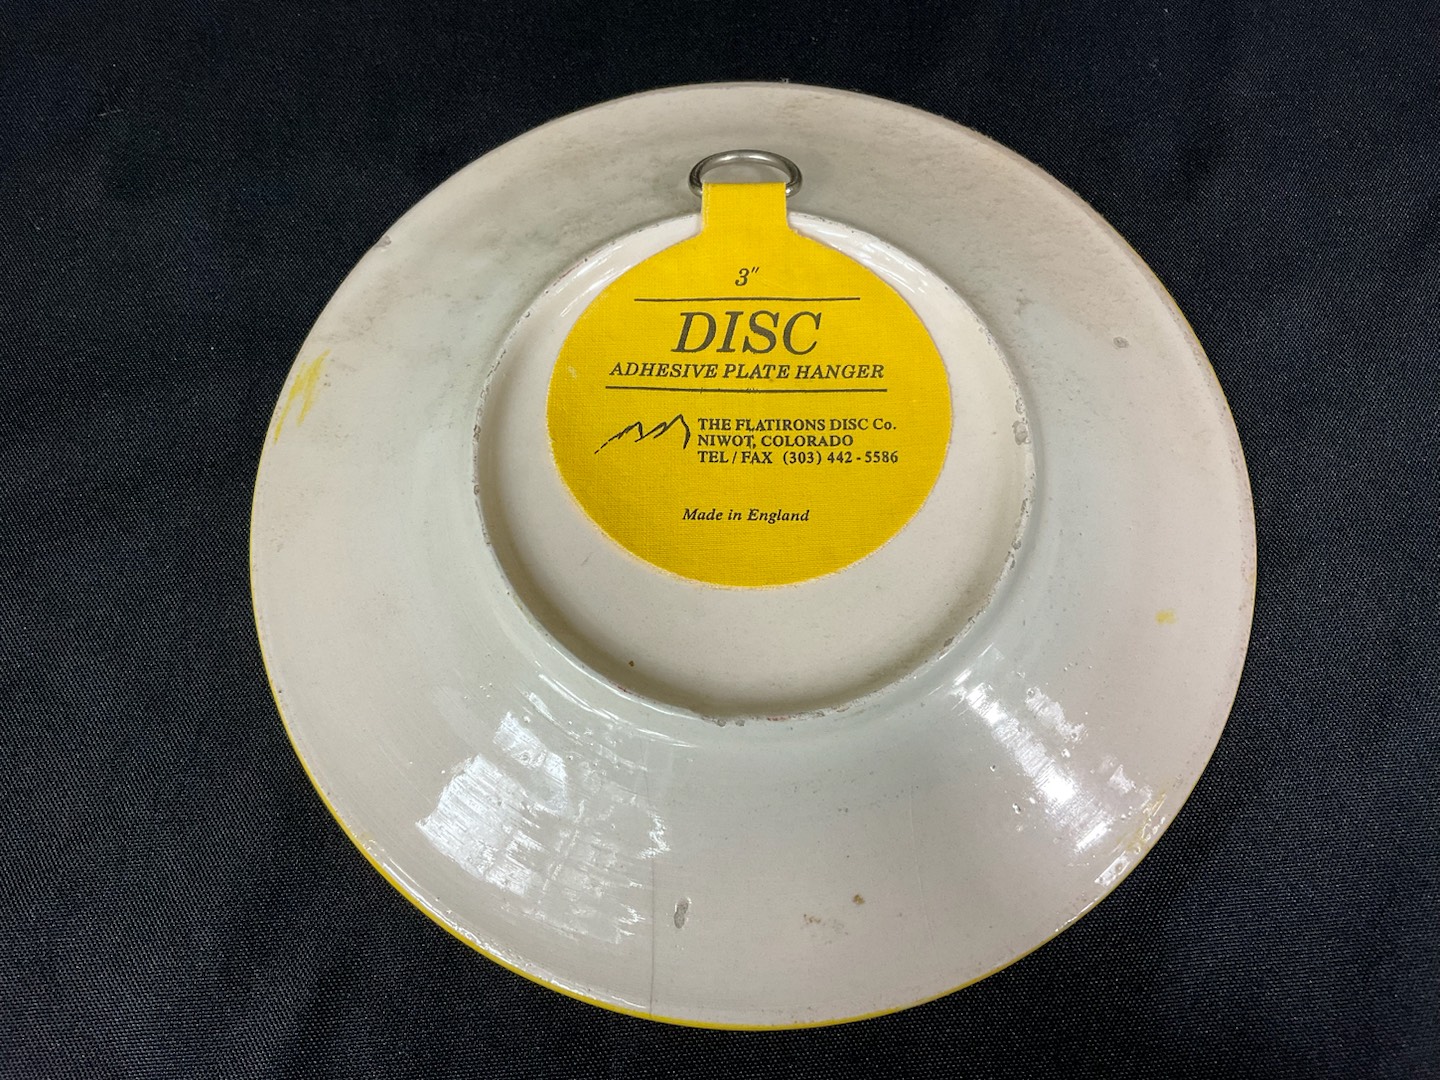 3"
DISC
ADHESIVE PLATE HANGER
THE FLATIRONS DISC Co.
NIWOT, COLORADO
TEL / FAX (303) 442-5586
Made in England